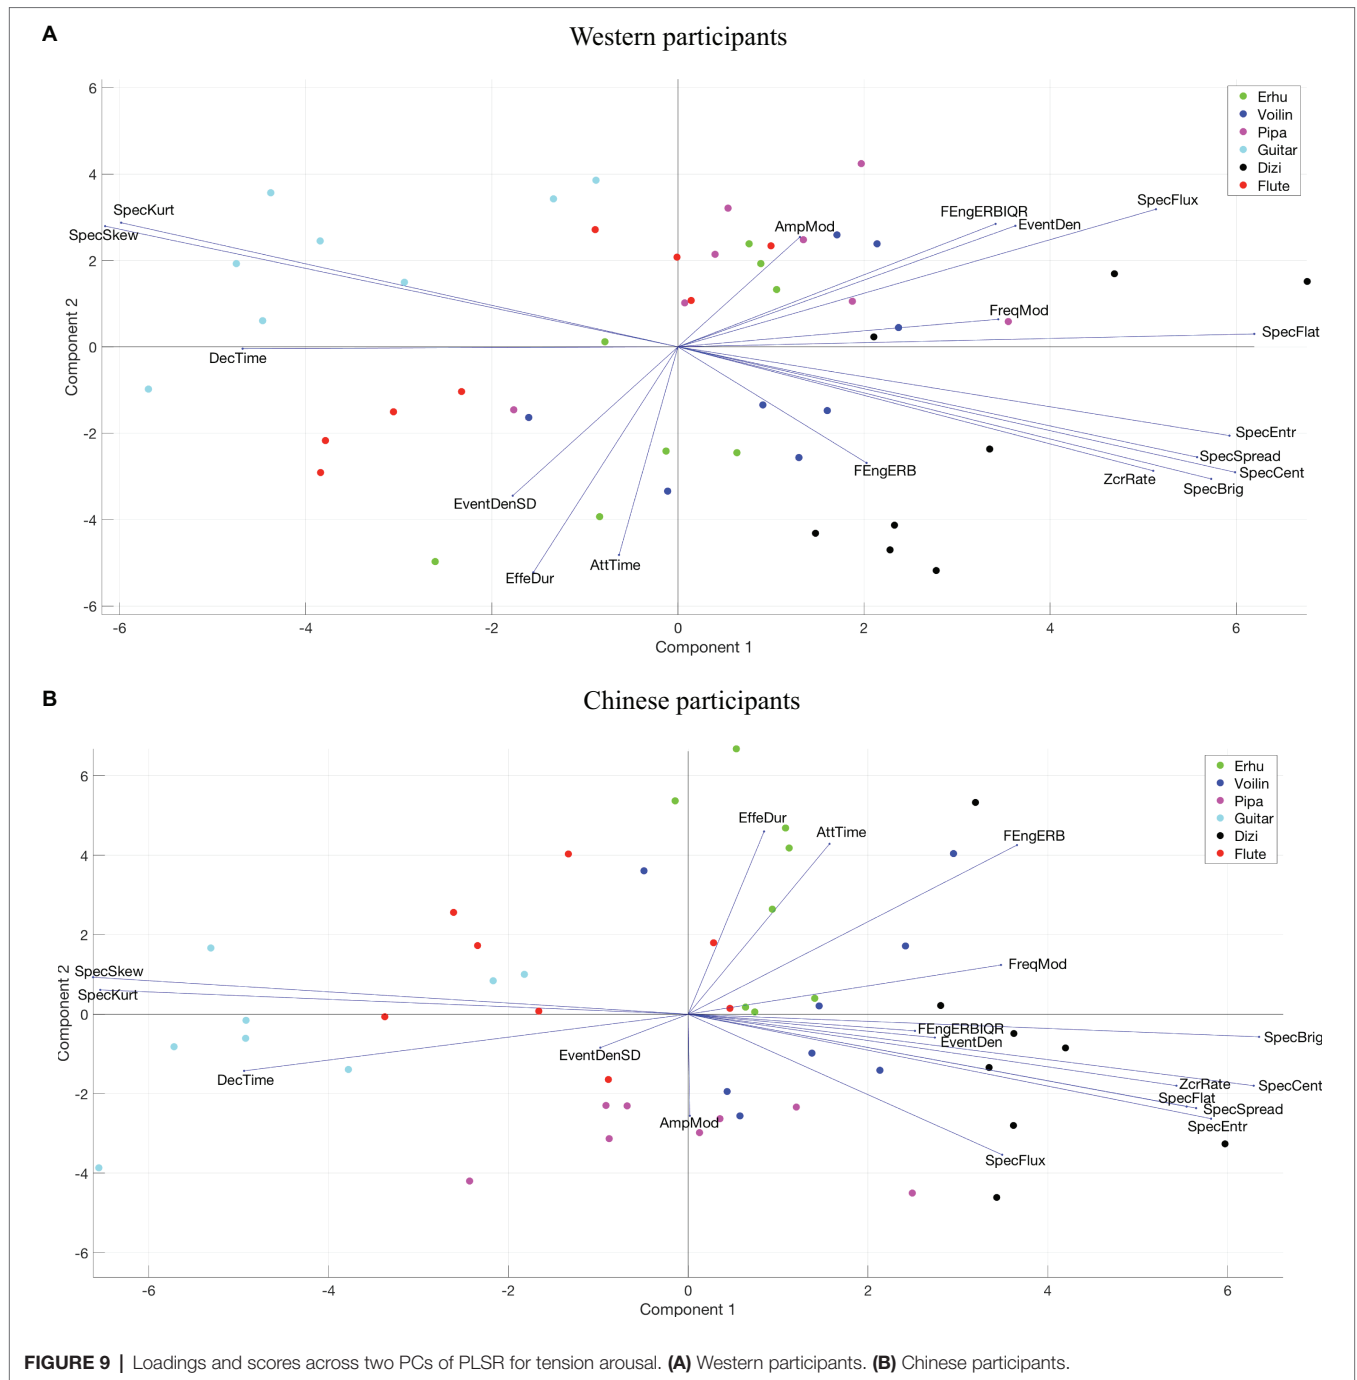 A
Western participants
Erhu
Voilin
Pipa
Guitar
Dizi
Flute
6
4
2
0
-2
-4
-6
Component 2
SpecKurt
SpecSkew
DecTime
AmpMod
FEngERBIQR
EventDen
SpecFlux
FreqMod
SpecFlat
SpecEntr
SpecSpread
SpecCent
ZcrRate
SpecBrig
FEngERB
EventDenSD
EffeDur
AttTime
-6 -4 -2 0 2 4 6
Component 1
B
Chinese participants
Erhu
Voilin
Pipa
Guitar
Dizi
Flute
6
4
2
0
-2
-4
-6
Component 2
EffeDur
AttTime
FEngERB
FreqMod
SpecSkew
SpecKurt
DecTime
EventDenSD
AmpMod
FEngERBIQR
EventDen
SpecBrig
ZcrRate
SpecCent
SpecFlat
SpecSpread
SpecEntr
SpecFlux
-6 -4 -2 0 2 4 6
Component 1
FIGURE 9 | Loadings and scores across two PCs of PLSR for tension arousal. (A) Western participants. (B) Chinese participants.